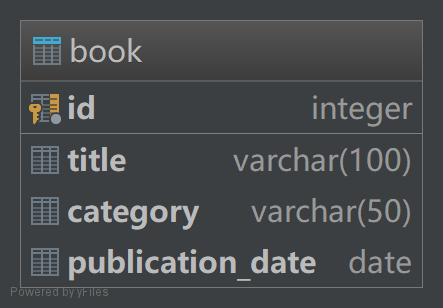 book
id integer
title varchar(100)
category varchar(50)
publication_date date
Powered by yFiles